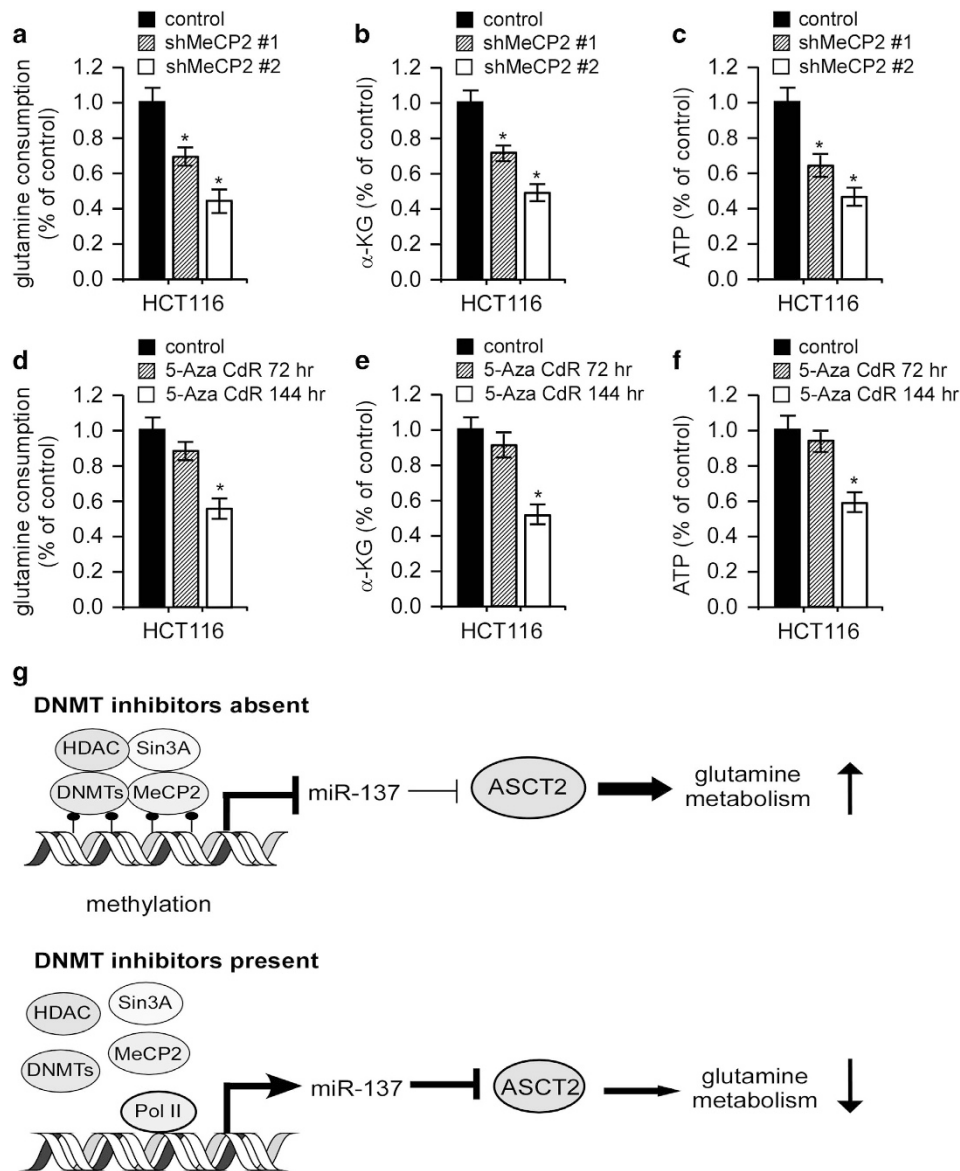 a
control
shMeCP2 #1
shMeCP2 #2
glutamine consumption
(% of control)
1.2
1.0
0.8
0.6
0.4
0.2
0.0
*
*
HCT116
b
control
shMeCP2 #1
shMeCP2 #2
α-KG (% of control)
1.2
1.0
0.8
0.6
0.4
0.2
0.0
*
*
HCT116
c
control
shMeCP2 #1
shMeCP2 #2
ATP (% of control)
1.2
1.0
0.8
0.6
0.4
0.2
0.0
*
*
HCT116
d
control
5-Aza CdR 72 hr
5-Aza CdR 144 hr
glutamine consumption
(% of control)
1.2
1.0
0.8
0.6
0.4
0.2
0.0
*
HCT116
e
control
5-Aza CdR 72 hr
5-Aza CdR 144 hr
α-KG (% of control)
1.2
1.0
0.8
0.6
0.4
0.2
0.0
*
HCT116
f
control
5-Aza CdR 72 hr
5-Aza CdR 144 hr
ATP (% of control)
1.2
1.0
0.8
0.6
0.4
0.2
0.0
*
HCT116
g
DNMT inhibitors absent
HDAC Sin3A
DNMTs MeCP2
miR-137
ASCT2
glutamine
metabolism
methylation
DNMT inhibitors present
HDAC
Sin3A
DNMTs
MeCP2
Pol II
miR-137
ASCT2
glutamine
metabolism